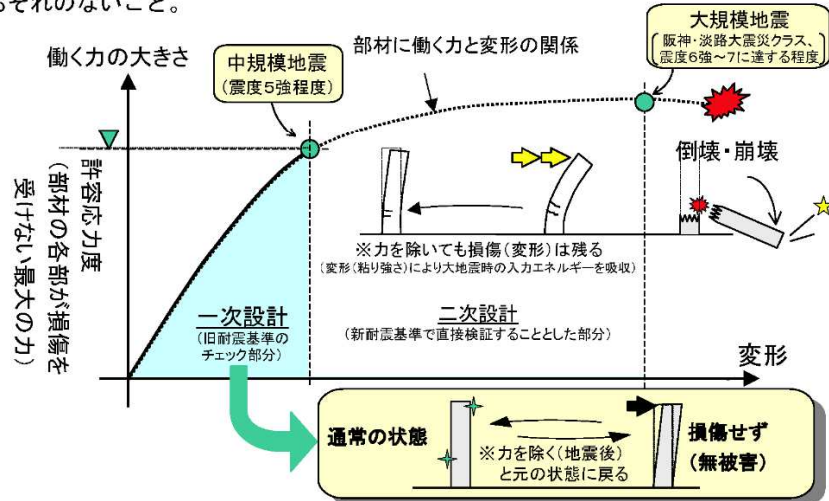 それのないこと。
働く力の大きさ
中規模地震
(震度5強程度)
部材に働く力と変形の関係
大規模地震
阪神・淡路大震災クラス、
震度6強～7に達する程度
倒壊・崩壊
許容応力度
(部材の各部が損傷を
受けない最大の力)
※力を除いても損傷(変形)は残る
(変形(粘り強さ)により大地震時の入力エネルギーを吸収)
一次設計
(旧耐震基準の
チェック部分)
二次設計
(新耐震基準で直接検証することとした部分)
変形
通常の状態
※力を除く(地震後)
と元の状態に戻る
損傷せず
(無被害)